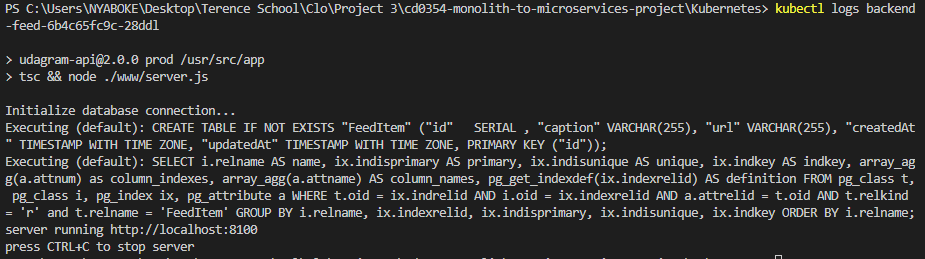 PS C:\Users\NYABOKE\Desktop\Terence School\Clo\Project 3\cd0354-monolith-to-microservices-project\Kubernetes> kubectl logs backend
-feed-6b4c65fc9c-28ddl
> udagram-api@2.0.0 prod /usr/src/app
> tsc && node ./www/server.js
Initialize database connection...
Executing (default): CREATE TABLE IF NOT EXISTS "FeedItem" ("id"   SERIAL , "caption" VARCHAR(255), "url" VARCHAR(255), "createdAt
" TIMESTAMP WITH TIME ZONE, "updatedAt" TIMESTAMP WITH TIME ZONE, PRIMARY KEY ("id"));
Executing (default): SELECT i.relname AS name, ix.indisprimary AS primary, ix.indisunique AS unique, ix.indkey AS indkey, array_ag
g(a.attnum) as column_indexes, array_agg(a.attname) AS column_names, pg_get_indexdef(ix.indexrelid) AS definition FROM pg_class t,
 pg_class i, pg_index ix, pg_attribute a WHERE t.oid = ix.indrelid AND i.oid = ix.indexrelid AND a.attrelid = t.oid AND t.relkind
= 'r' and t.relname = 'FeedItem' GROUP BY i.relname, ix.indexrelid, ix.indisprimary, ix.indisunique, ix.indkey ORDER BY i.relname;
server running http://localhost:8100
press CTRL+C to stop server